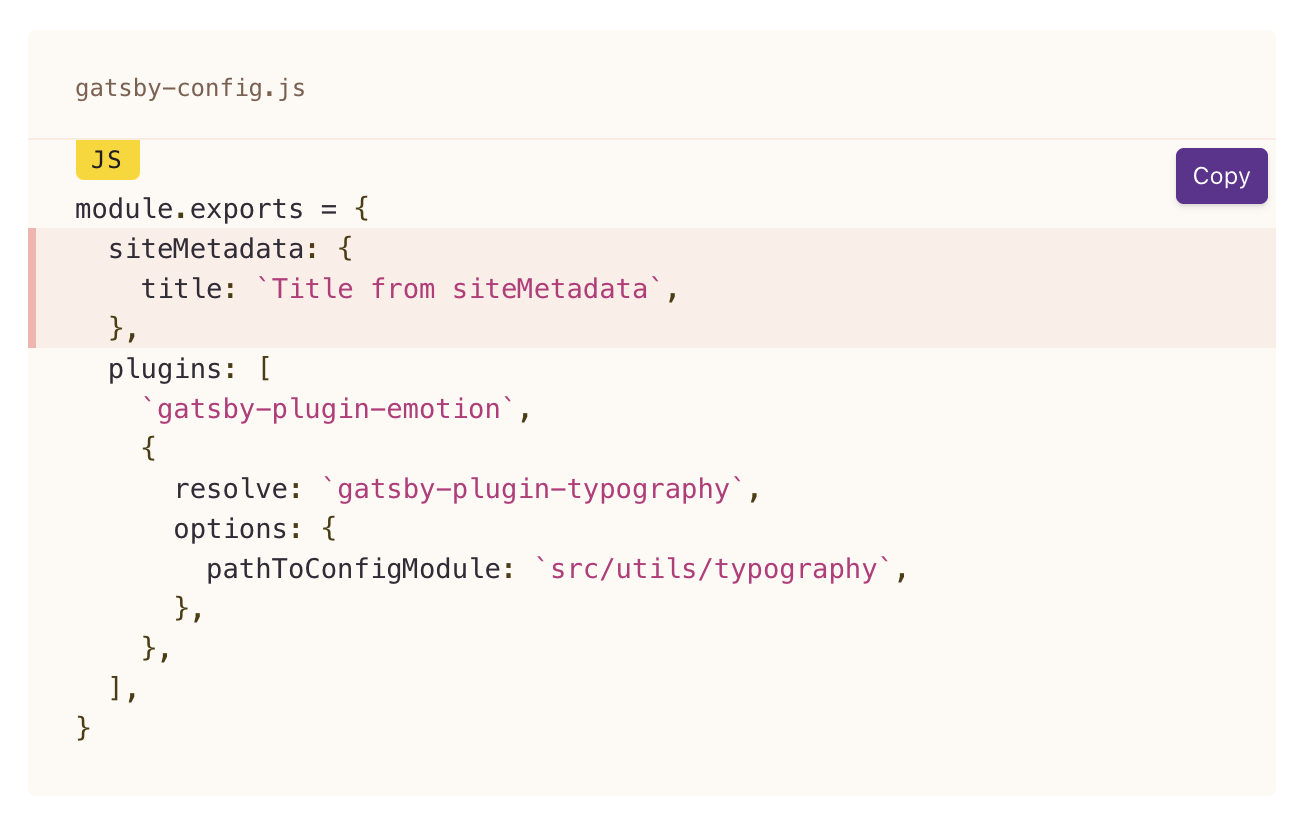 gatsby-config.js
JS
Copy
module.exports = {
  siteMetadata: {
    title: `Title from siteMetadata`,
  },
  plugins: [
    `gatsby-plugin-emotion`,
    {
      resolve: `gatsby-plugin-typography`,
      options: {
        pathToConfigModule: `src/utils/typography`,
      },
    },
  ],
}